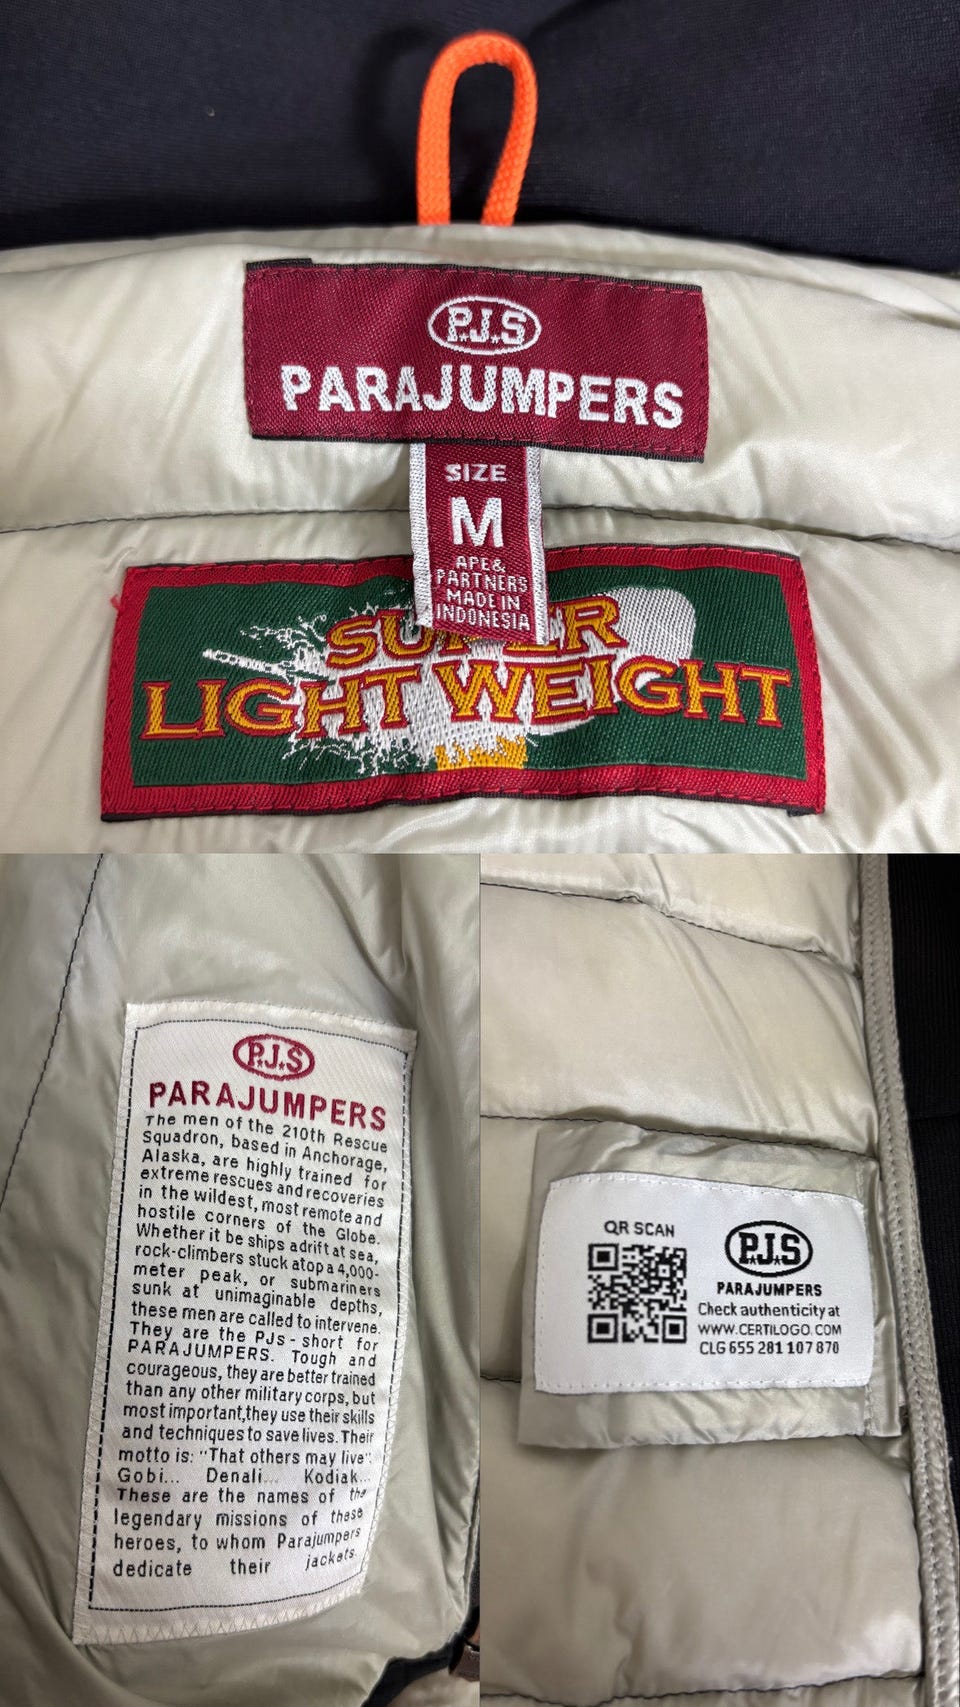 P.J.S
PARAJUMPERS
SIZE
M
APE&
PARTNERS
MADE IN
INDONESIA
SUPER
LIGHT WEIGHT
P.J.S
PARAJUMPERS
The men of the 210th Rescue
Squadron, based in Anchorage,
Alaska, are highly trained for
extreme rescues and recoveries
in the wildest, most remote and
hostile corners of the Globe.
Whether it be ships adrift at sea,
rock-climbers stuck atop a 4,000-
meter peak, or submariners
sunk at unimaginable depths,
these men are called to intervene.
They are the PJs - short for
PARAJUMPERS. Tough and
courageous, they are better trained
than any other military corps, but
most important,they use their skills
and techniques to save lives. Their
motto is: "That others may live".
Gobi... Denali... Kodiak...
These are the names of the
legendary missions of these
heroes, to whom Parajumpers
dedicate their jackets.
QR SCAN
P.J.S
PARAJUMPERS
Check authenticity at
WWW.CERTILOGO.COM
CLG 655 281 107 870